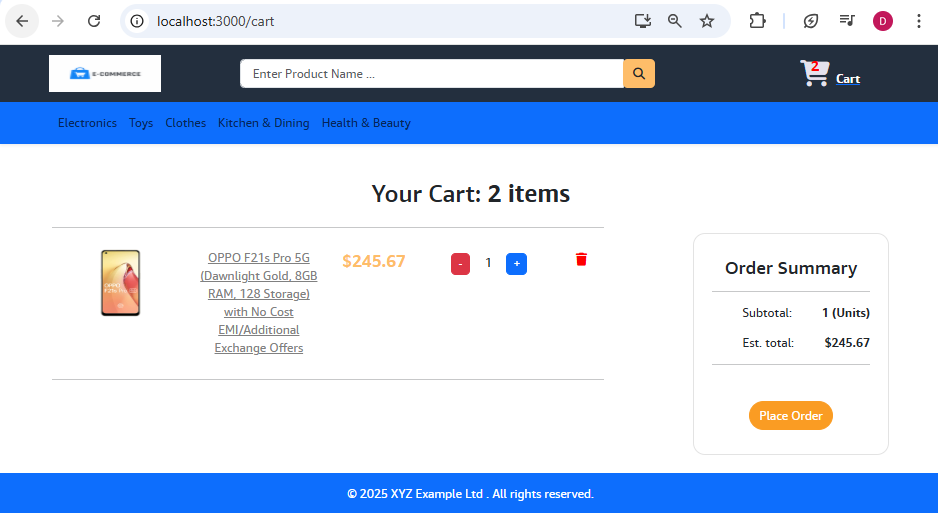 localhost:3000/cart
D
E-COMMERCE
Enter Product Name ...
2
Cart
Electronics Toys Clothes Kitchen & Dining Health & Beauty
Your Cart: 2 items
OPPO F21s Pro 5G
(Dawnlight Gold, 8GB
RAM, 128 Storage)
with No Cost
EMI/Additional
Exchange Offers
$245.67
- 1 +
Order Summary
Subtotal: 1 (Units)
Est. total: $245.67
Place Order
© 2025 XYZ Example Ltd . All rights reserved.